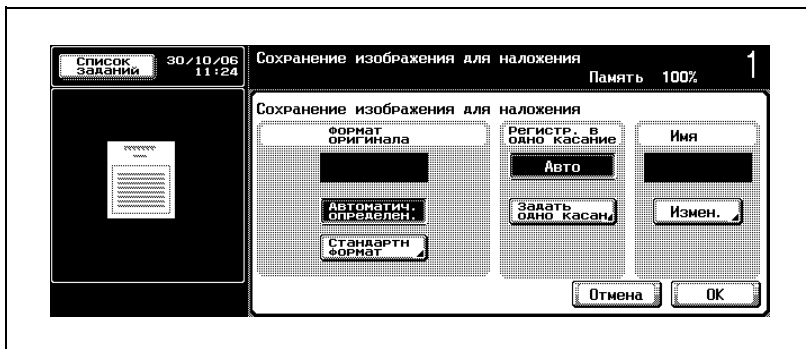 Список
заданий
30/10/06
11:24
Сохранение изображения для наложения
Память 100%
1
Сохранение изображения для наложения
Формат
оригинала
Автоматич.
определен.
Стандартн
формат
Регистр. в
одно касание
Авто
Задать
одно касан
Имя
Измен.
Отмена
OK